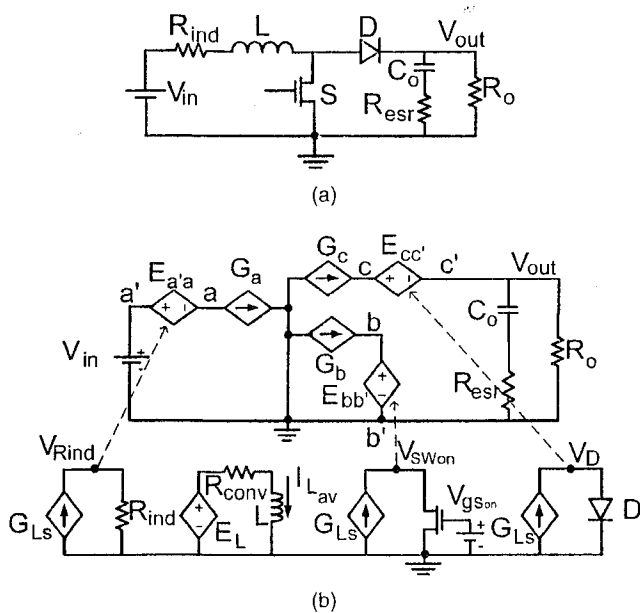 R_ind L D V_out
V_in S C_o R_esr R_o
(a)
a' E_a'a a G_a G_c c E_cc' c' V_out
V_in + - G_b b C_o R_o
E_bb' + - R_esr
b'
V_Rind V_SWon V_D
G_Ls R_ind E_L R_conv L I_Lav G_Ls V_gs_on G_Ls D
(b)